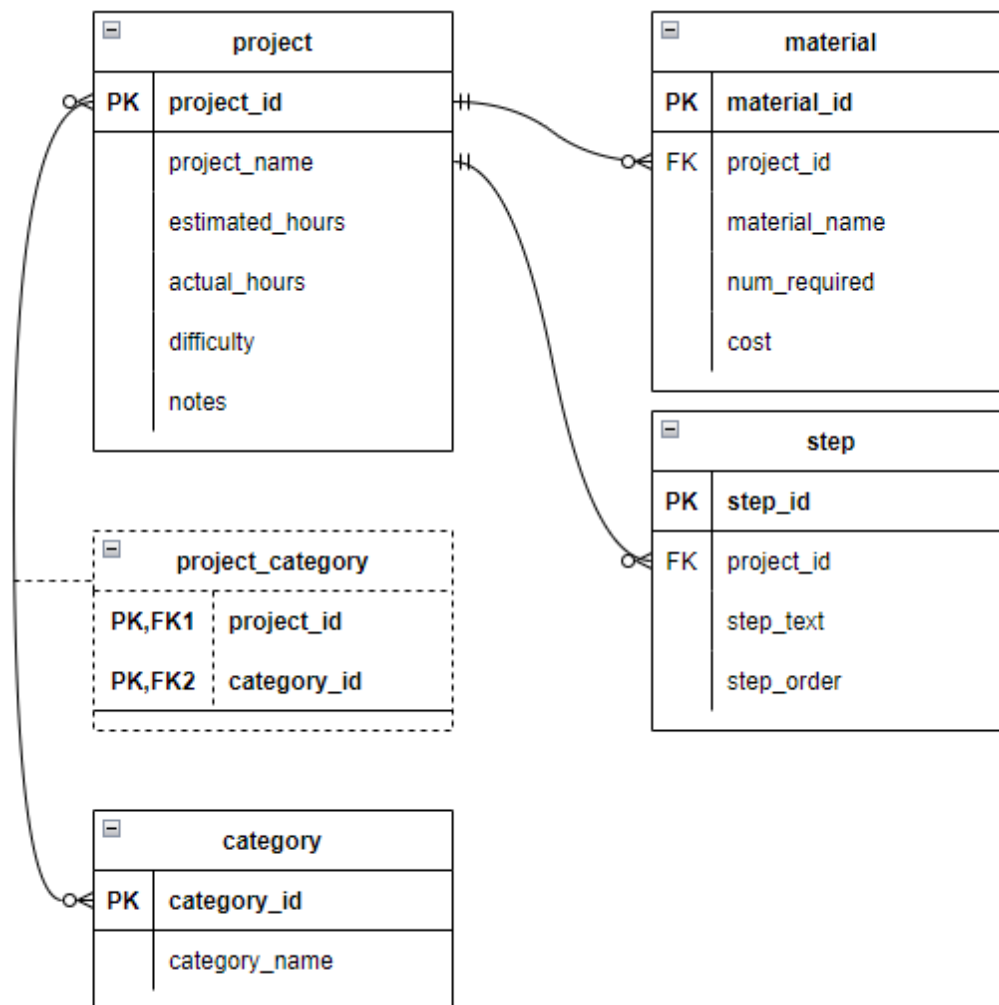 project
PK project_id
project_name
estimated_hours
actual_hours
difficulty
notes
material
PK material_id
FK project_id
material_name
num_required
cost
step
PK step_id
FK project_id
step_text
step_order
project_category
PK,FK1 project_id
PK,FK2 category_id
category
PK category_id
category_name